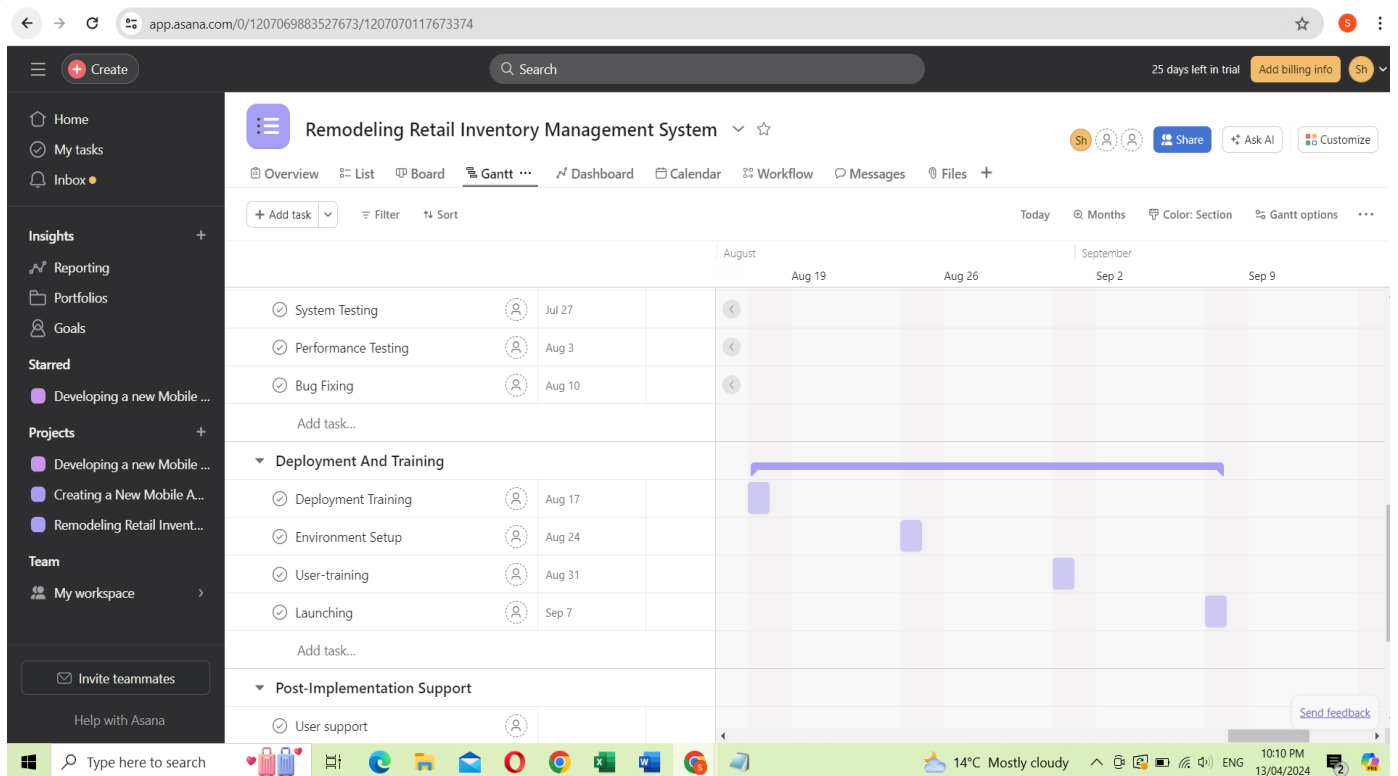 app.asana.com/0/1207069883527673/1207070117673374
S
Create
Search
25 days left in trial
Add billing info
Sh
Home
My tasks
Inbox
Insights
Reporting
Portfolios
Goals
Starred
Developing a new Mobile ...
Projects
Developing a new Mobile ...
Creating a New Mobile A...
Remodeling Retail Invent...
Team
My workspace
Invite teammates
Help with Asana
Remodeling Retail Inventory Management System
Sh
Share
Ask AI
Customize
Overview List Board Gantt ... Dashboard Calendar Workflow Messages Files +
+ Add task Filter Sort
Today Months Color: Section Gantt options ...
August September
Aug 19 Aug 26 Sep 2 Sep 9
System Testing Jul 27
Performance Testing Aug 3
Bug Fixing Aug 10
Add task...
Deployment And Training
Deployment Training Aug 17
Environment Setup Aug 24
User-training Aug 31
Launching Sep 7
Add task...
Post-Implementation Support
User support
Send feedback
Type here to search
14°C Mostly cloudy
ENG
10:10 PM
13/04/2024
2